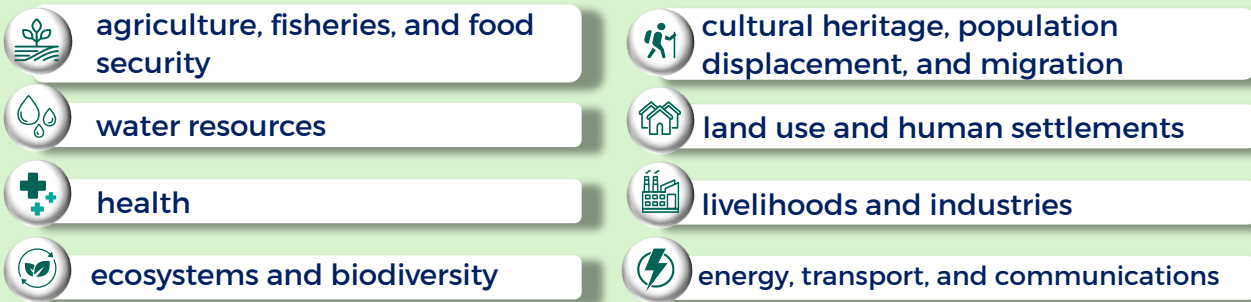 agriculture, fisheries, and food
security
water resources
health
ecosystems and biodiversity
cultural heritage, population
displacement, and migration
land use and human settlements
livelihoods and industries
energy, transport, and communications